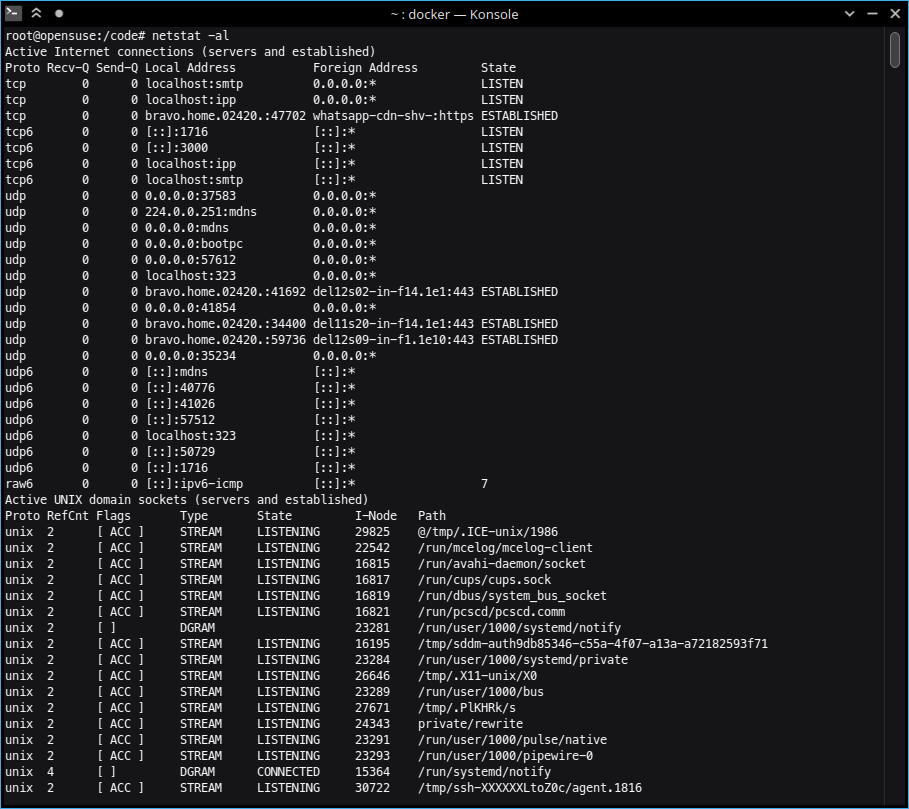 ~ : docker — Konsole
root@opensuse:/code# netstat -al
Active Internet connections (servers and established)
Proto Recv-Q Send-Q Local Address           Foreign Address         State
tcp        0      0 localhost:smtp          0.0.0.0:*               LISTEN
tcp        0      0 localhost:ipp           0.0.0.0:*               LISTEN
tcp        0      0 bravo.home.02420.:47702 whatsapp-cdn-shv-:https ESTABLISHED
tcp6       0      0 [::]:1716               [::]:*                  LISTEN
tcp6       0      0 [::]:3000               [::]:*                  LISTEN
tcp6       0      0 localhost:ipp           [::]:*                  LISTEN
tcp6       0      0 localhost:smtp          [::]:*                  LISTEN
udp        0      0 0.0.0.0:37583           0.0.0.0:*
udp        0      0 224.0.0.251:mdns        0.0.0.0:*
udp        0      0 0.0.0.0:mdns            0.0.0.0:*
udp        0      0 0.0.0.0:bootpc          0.0.0.0:*
udp        0      0 0.0.0.0:57612           0.0.0.0:*
udp        0      0 localhost:323           0.0.0.0:*
udp        0      0 bravo.home.02420.:41692 del12s02-in-f14.1e1:443 ESTABLISHED
udp        0      0 0.0.0.0:41854           0.0.0.0:*
udp        0      0 bravo.home.02420.:34400 del11s20-in-f14.1e1:443 ESTABLISHED
udp        0      0 bravo.home.02420.:59736 del12s09-in-f1.1e10:443 ESTABLISHED
udp        0      0 0.0.0.0:35234           0.0.0.0:*
udp6       0      0 [::]:mdns               [::]:*
udp6       0      0 [::]:40776              [::]:*
udp6       0      0 [::]:41026              [::]:*
udp6       0      0 [::]:57512              [::]:*
udp6       0      0 localhost:323           [::]:*
udp6       0      0 [::]:50729              [::]:*
udp6       0      0 [::]:1716               [::]:*
raw6       0      0 [::]:ipv6-icmp          [::]:*                  7
Active UNIX domain sockets (servers and established)
Proto RefCnt Flags       Type       State         I-Node   Path
unix  2      [ ACC ]     STREAM     LISTENING     29825    @/tmp/.ICE-unix/1986
unix  2      [ ACC ]     STREAM     LISTENING     22542    /run/mcelog/mcelog-client
unix  2      [ ACC ]     STREAM     LISTENING     16815    /run/avahi-daemon/socket
unix  2      [ ACC ]     STREAM     LISTENING     16817    /run/cups/cups.sock
unix  2      [ ACC ]     STREAM     LISTENING     16819    /run/dbus/system_bus_socket
unix  2      [ ACC ]     STREAM     LISTENING     16821    /run/pcscd/pcscd.comm
unix  2      [ ]         DGRAM                    23281    /run/user/1000/systemd/notify
unix  2      [ ACC ]     STREAM     LISTENING     16195    /tmp/sddm-auth9db85346-c55a-4f07-a13a-a72182593f71
unix  2      [ ACC ]     STREAM     LISTENING     23284    /run/user/1000/systemd/private
unix  2      [ ACC ]     STREAM     LISTENING     26646    /tmp/.X11-unix/X0
unix  2      [ ACC ]     STREAM     LISTENING     23289    /run/user/1000/bus
unix  2      [ ACC ]     STREAM     LISTENING     27671    /tmp/.PlKHRk/s
unix  2      [ ACC ]     STREAM     LISTENING     24343    private/rewrite
unix  2      [ ACC ]     STREAM     LISTENING     23291    /run/user/1000/pulse/native
unix  2      [ ACC ]     STREAM     LISTENING     23293    /run/user/1000/pipewire-0
unix  4      [ ]         DGRAM      CONNECTED     15364    /run/systemd/notify
unix  2      [ ACC ]     STREAM     LISTENING     30722    /tmp/ssh-XXXXXXLtoZ0c/agent.1816